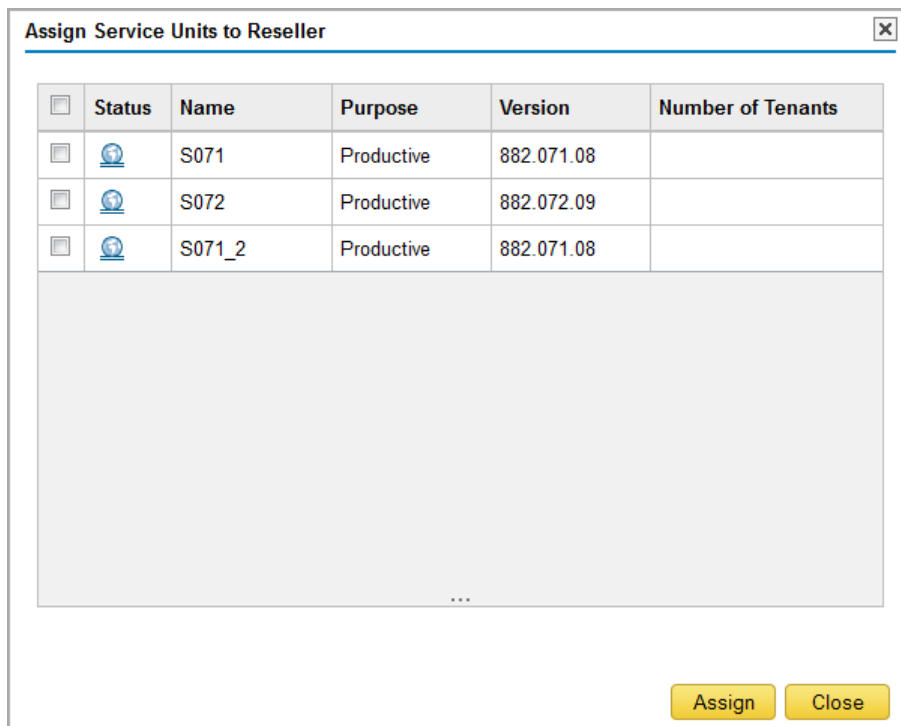 Assign Service Units to Reseller
Status Name Purpose Version Number of Tenants
S071 Productive 882.071.08
S072 Productive 882.072.09
S071_2 Productive 882.071.08
...
Assign Close